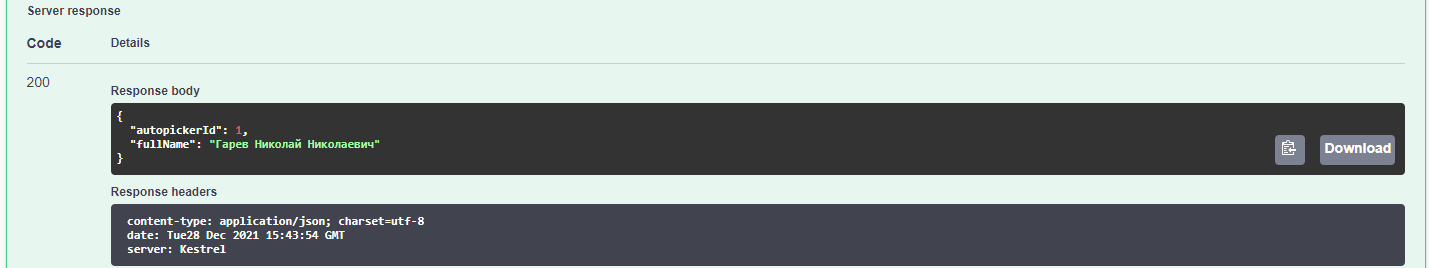 Server response
Code Details
200
Response body
{
"autopickerId": 1,
"fullName": "Гарев Николай Николаевич"
}
Download
Response headers
content-type: application/json; charset=utf-8
date: Tue28 Dec 2021 15:43:54 GMT
server: Kestrel